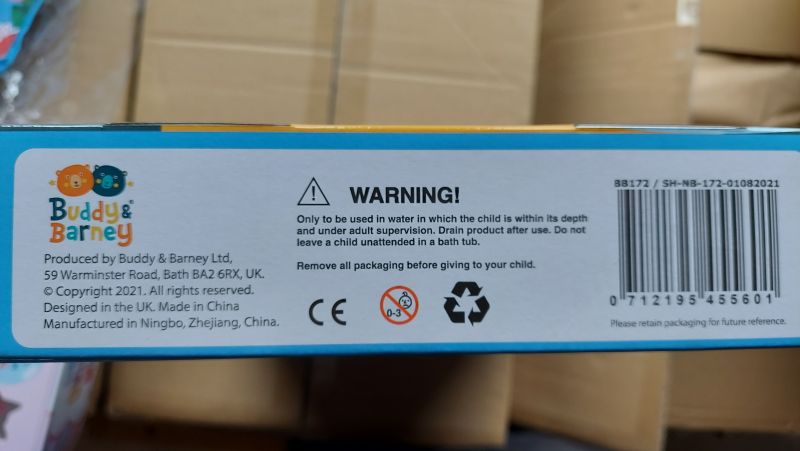 Buddy &
Barney
Produced by Buddy & Barney Ltd,
59 Warminster Road, Bath BA2 6RX, UK.
© Copyright 2021. All rights reserved.
Designed in the UK. Made in China
Manufactured in Ningbo, Zhejiang, China.
WARNING!
Only to be used in water in which the child is within its depth
and under adult supervision. Drain product after use. Do not
leave a child unattended in a bath tub.
Remove all packaging before giving to your child.
CE
0-3
BB172 / SH-NB-172-01082021
0 712195 455601
Please retain packaging for future reference.